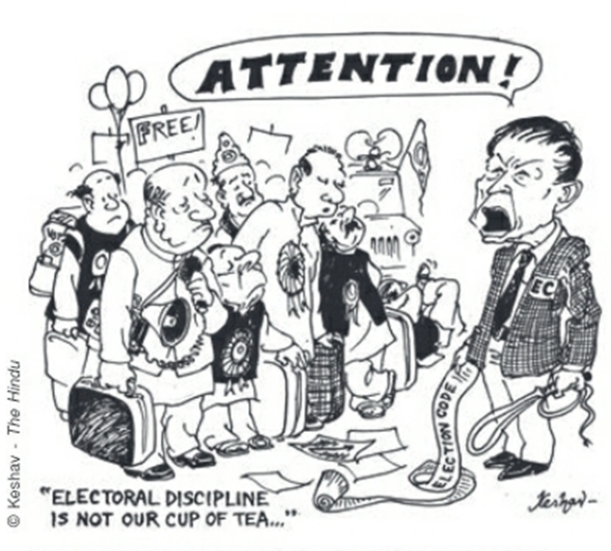 ATTENTION!
FREE!
EC
ELECTION CODE
"ELECTORAL DISCIPLINE
IS NOT OUR CUP OF TEA..."
Keshav-
© Keshav - The Hindu